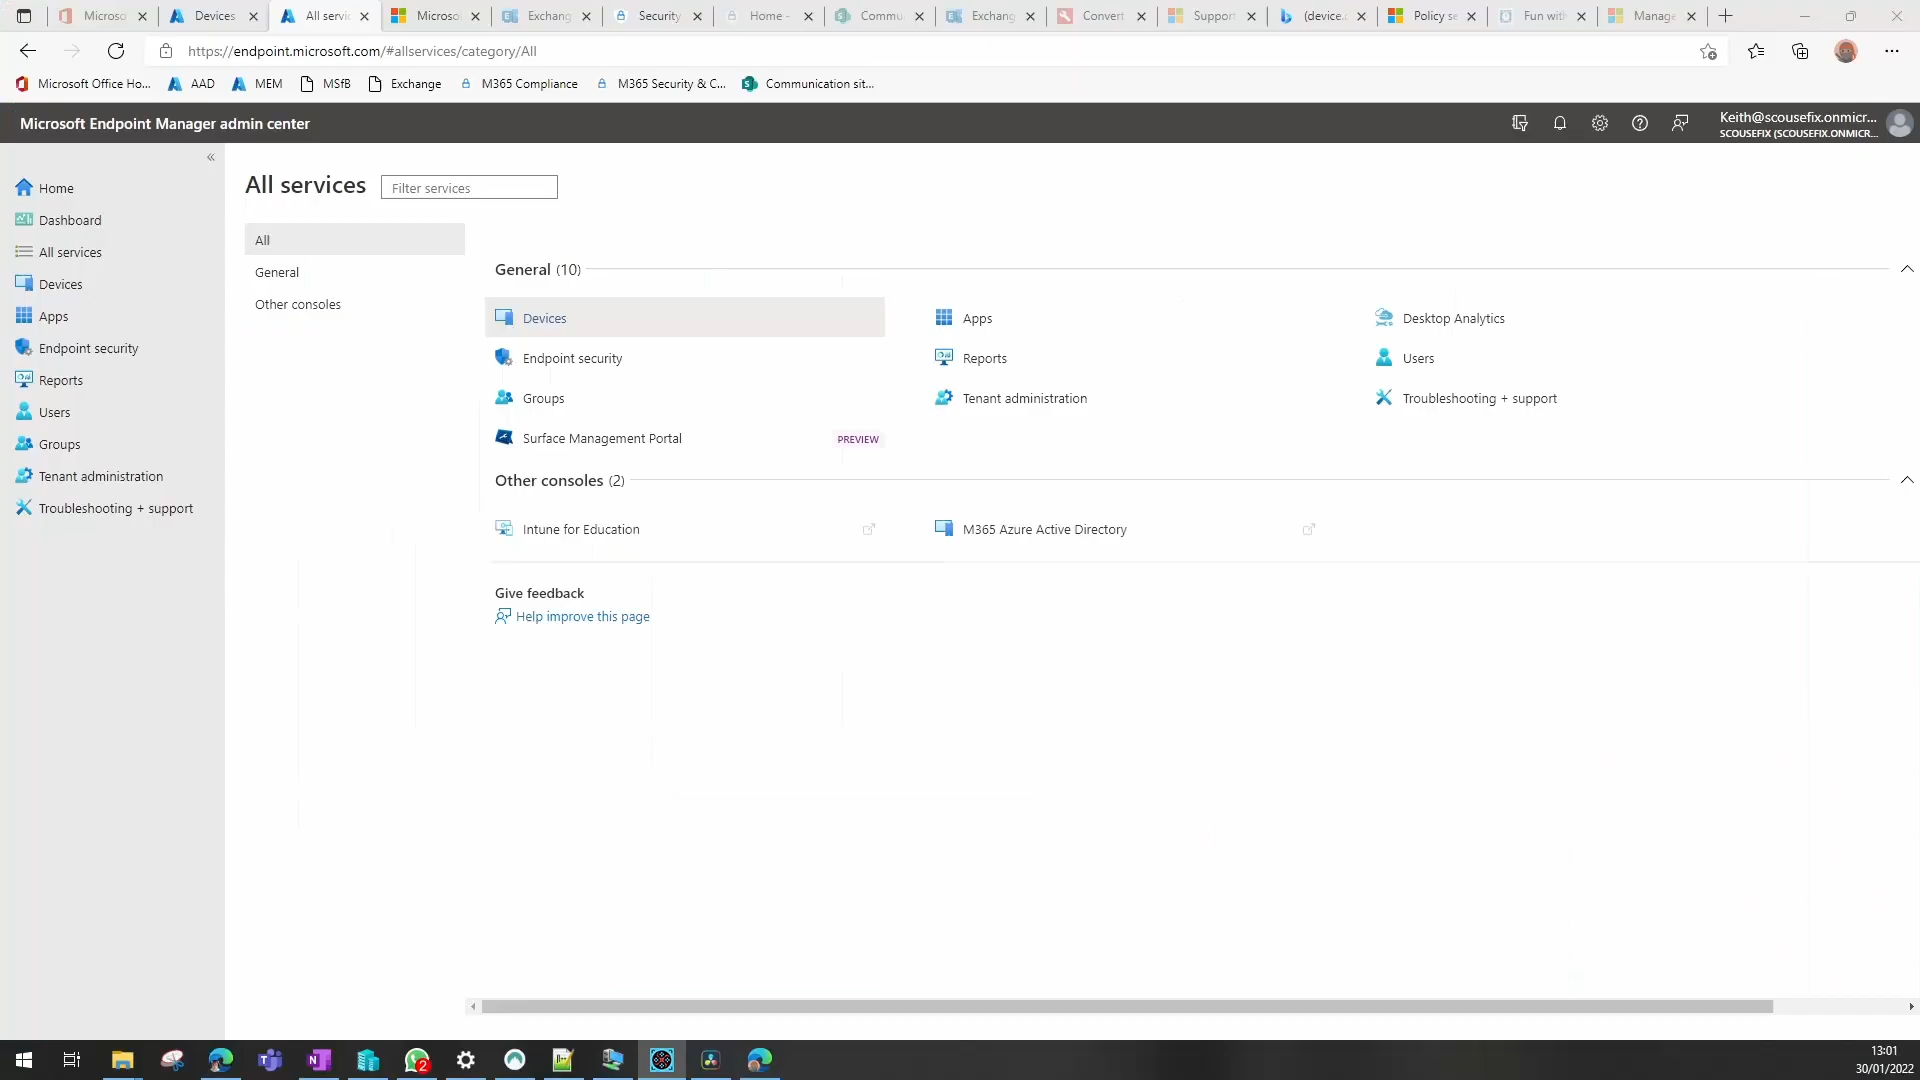 Microso
Devices
All servic
Microso
Exchang
Security
Home -
Commu
Exchang
Convert
Support
(device.
Policy se
Fun with
Manage
https://endpoint.microsoft.com/#allservices/category/All
Microsoft Office Ho...
AAD
MEM
MSfB
Exchange
M365 Compliance
M365 Security & C...
Communication sit...
Microsoft Endpoint Manager admin center
Keith@scousefix.onmicr...
SCOUSEFIX (SCOUSEFIX.ONMICR...
Home
Dashboard
All services
Devices
Apps
Endpoint security
Reports
Users
Groups
Tenant administration
Troubleshooting + support
All services
Filter services
All
General
Other consoles
General (10)
Devices
Apps
Desktop Analytics
Endpoint security
Reports
Users
Groups
Tenant administration
Troubleshooting + support
Surface Management Portal
PREVIEW
Other consoles (2)
Intune for Education
M365 Azure Active Directory
Give feedback
Help improve this page
2
13:01
30/01/2022